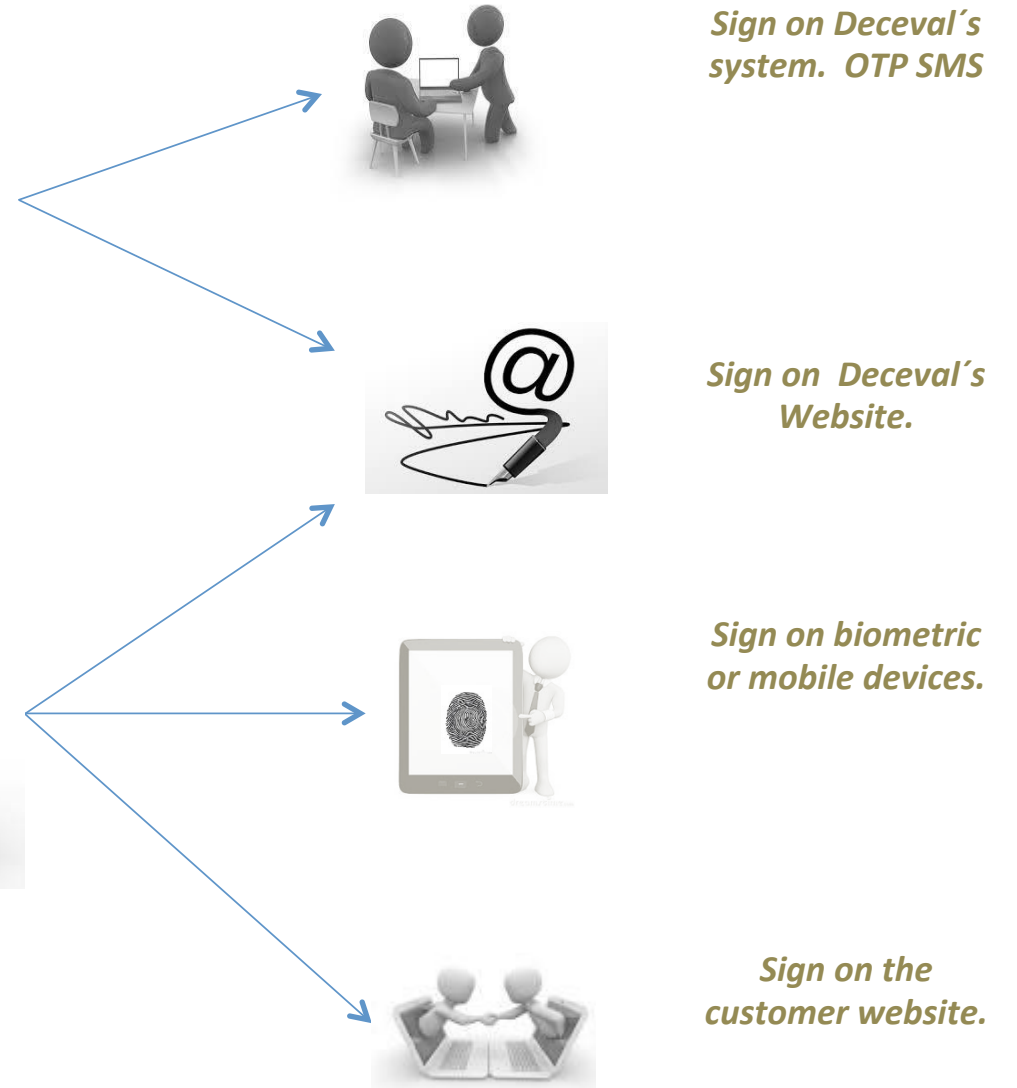 Sign on Deceval´s
system. OTP SMS
Sign on Deceval´s
Website.
Sign on biometric
or mobile devices.
Sign on the
customer website.